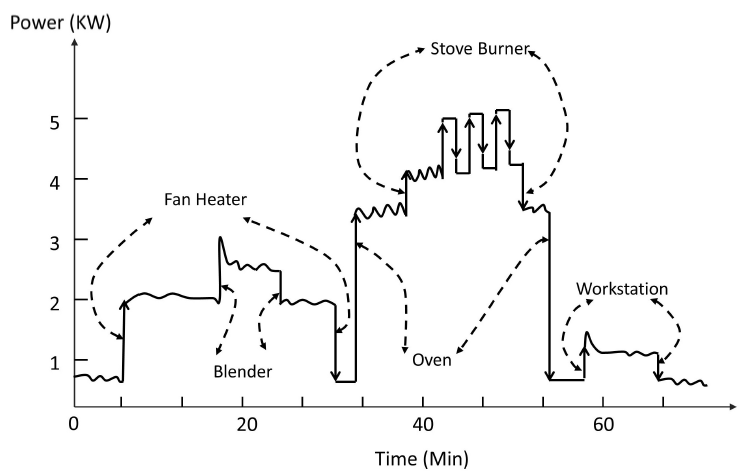 Power (KW)
Stove Burner
5
4
Fan Heater
3
Workstation
2
1
Oven
Blender
0
20
40
60
Time (Min)